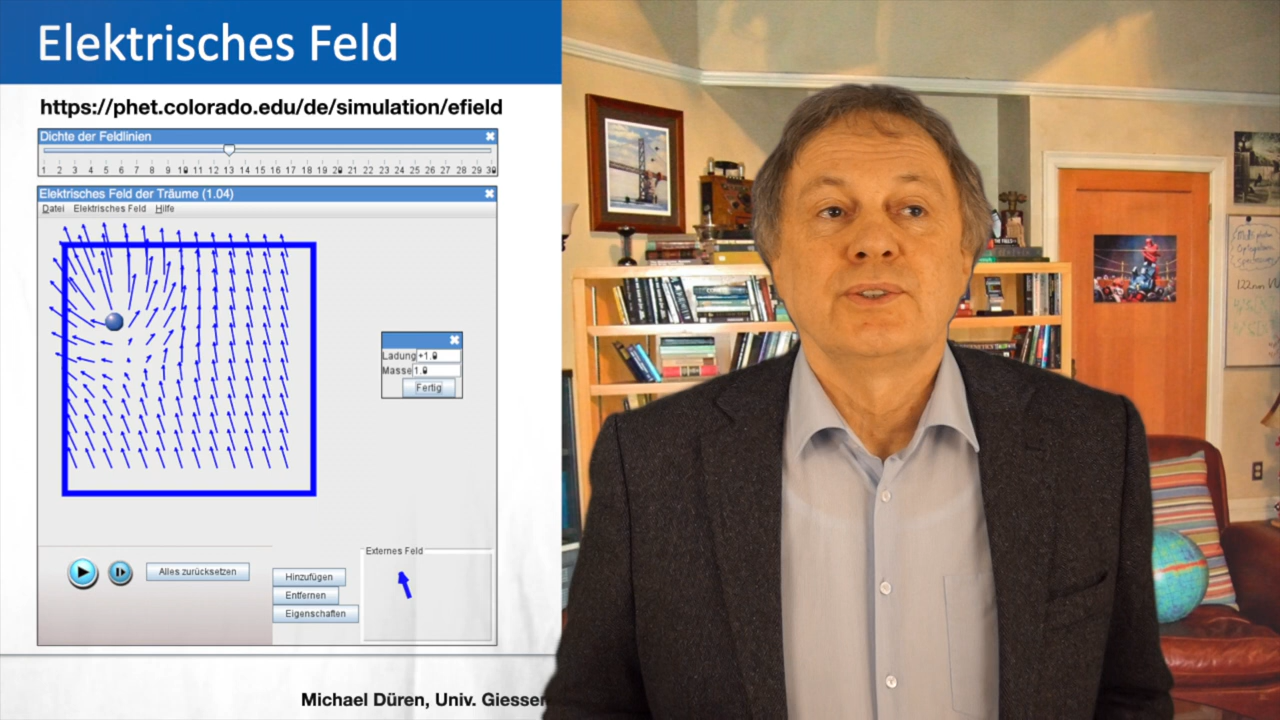 Elektrisches Feld
https://phet.colorado.edu/de/simulation/efield
Dichte der Feldlinien
1 2 3 4 5 6 7 8 9 10 11 12 13 14 15 16 17 18 19 20 21 22 23 24 25 26 27 28 29 30
Elektrisches Feld der Träume (1.04)
Datei Elektrisches Feld Hilfe
Ladung +1.0
Masse 1.0
Fertig
Externes Feld
Alles zurücksetzen
Hinzufügen
Entfernen
Eigenschaften
Michael Düren, Univ. Giessen
THE FIELD